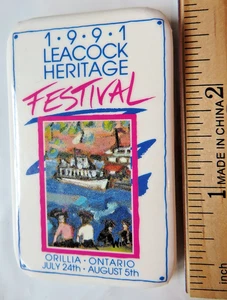 1·9·9·1
LEACOCK
HERITAGE
FESTIVAL
ORILLIA · ONTARIO
JULY 24th · AUGUST 5th
1 2
MADE IN CHINA
inch